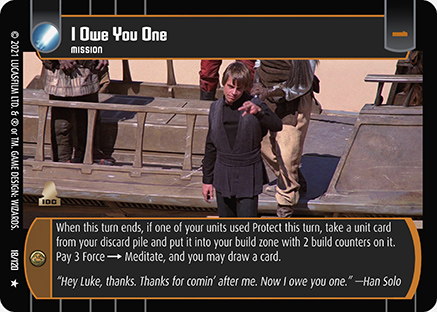 I Owe You One
MISSION
1
© 2021 LUCASFILM LTD. & ® or TM. GAME DESIGN: WIZARDS.
18/120
IDO
When this turn ends, if one of your units used Protect this turn, take a unit card
from your discard pile and put it into your build zone with 2 build counters on it.
Pay 3 Force → Meditate, and you may draw a card.
"Hey Luke, thanks. Thanks for comin' after me. Now I owe you one." —Han Solo